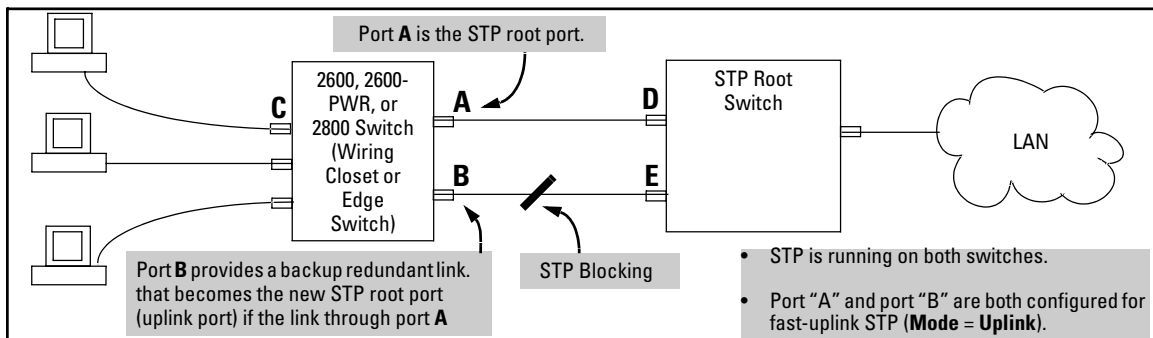 Port A is the STP root port.
2600, 2600-
PWR, or
2800 Switch
(Wiring
Closet or
Edge
Switch)
C
A
B
D
E
STP Root
Switch
LAN
Port B provides a backup redundant link.
that becomes the new STP root port
(uplink port) if the link through port A
STP Blocking
• STP is running on both switches.
• Port “A” and port “B” are both configured for
fast-uplink STP (Mode = Uplink).